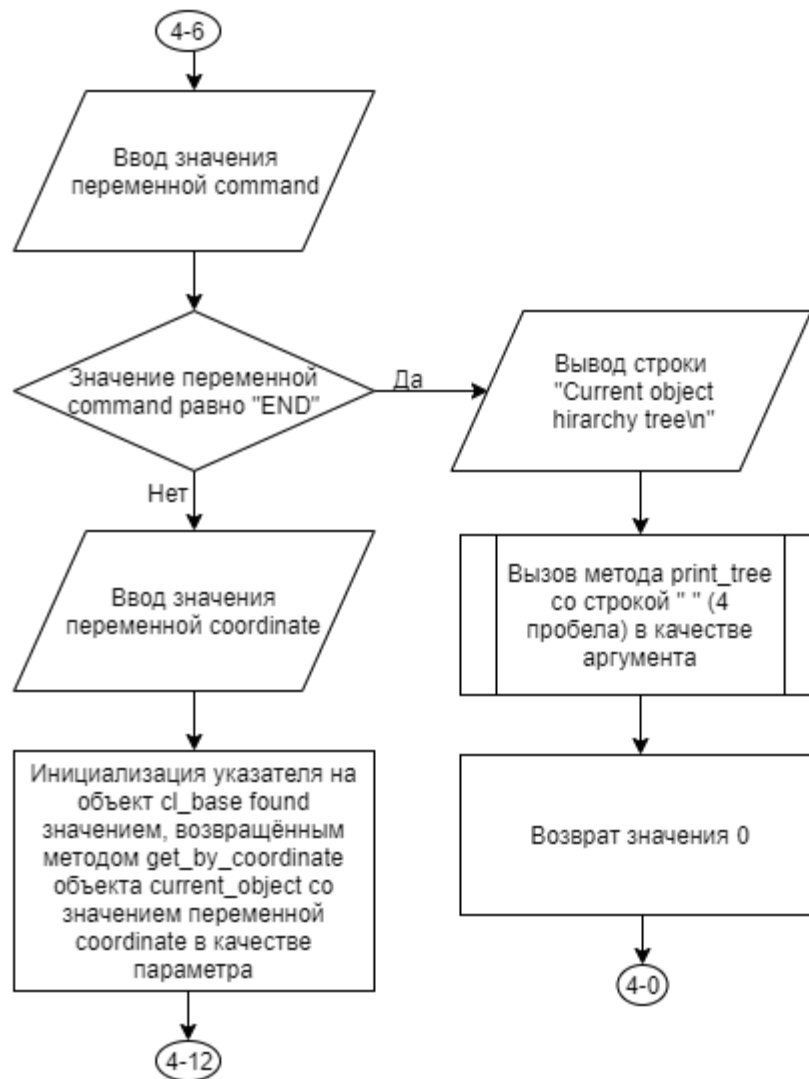 4-6
Ввод значения
переменной command
Значение переменной
command равно "END"
Да
Вывод строки
"Current object
hirarchy tree\n"
Нет
Ввод значения
переменной coordinate
Вызов метода print_tree
со строкой " " (4
пробела) в качестве
аргумента
Инициализация указателя на
объект cl_base found
значением, возвращённым
методом get_by_coordinate
объекта current_object со
значением переменной
coordinate в качестве
параметра
Возврат значения 0
4-0
4-12